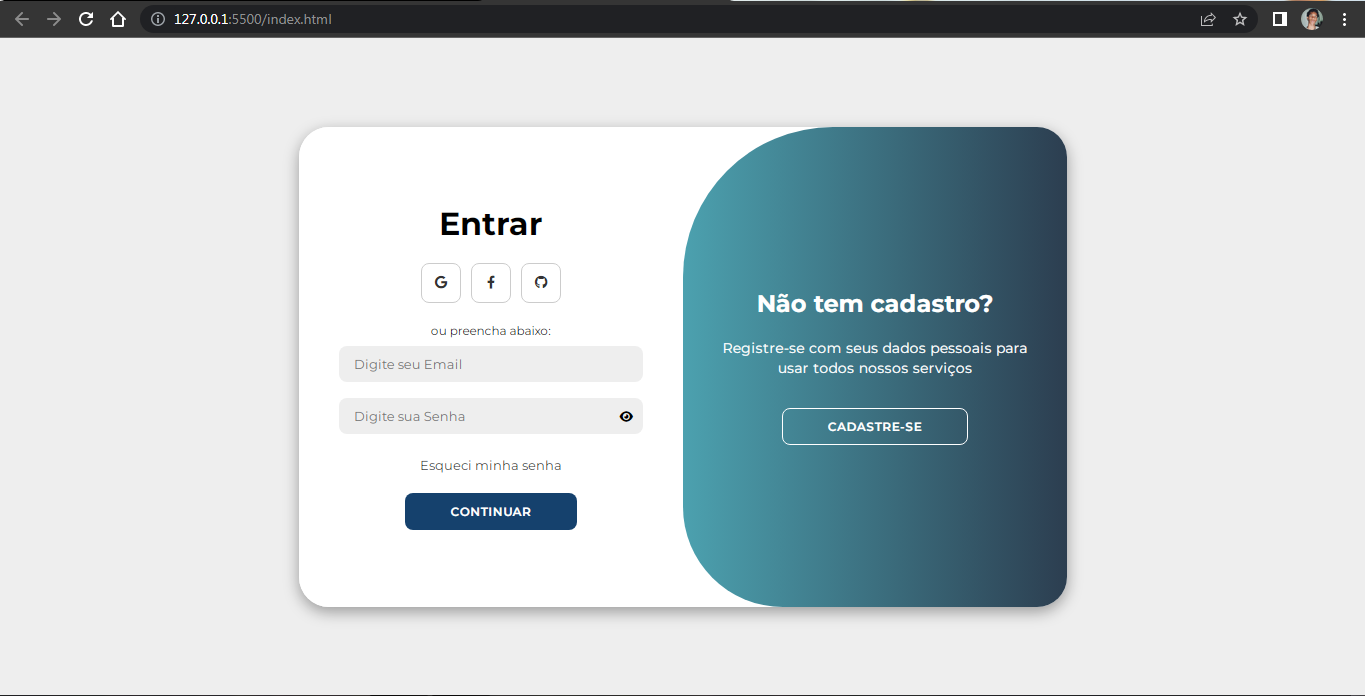 127.0.0.1:5500/index.html
Entrar
ou preencha abaixo:
Digite seu Email
Digite sua Senha
Esqueci minha senha
CONTINUAR
Não tem cadastro?
Registre-se com seus dados pessoais para
usar todos nossos serviços
CADASTRE-SE